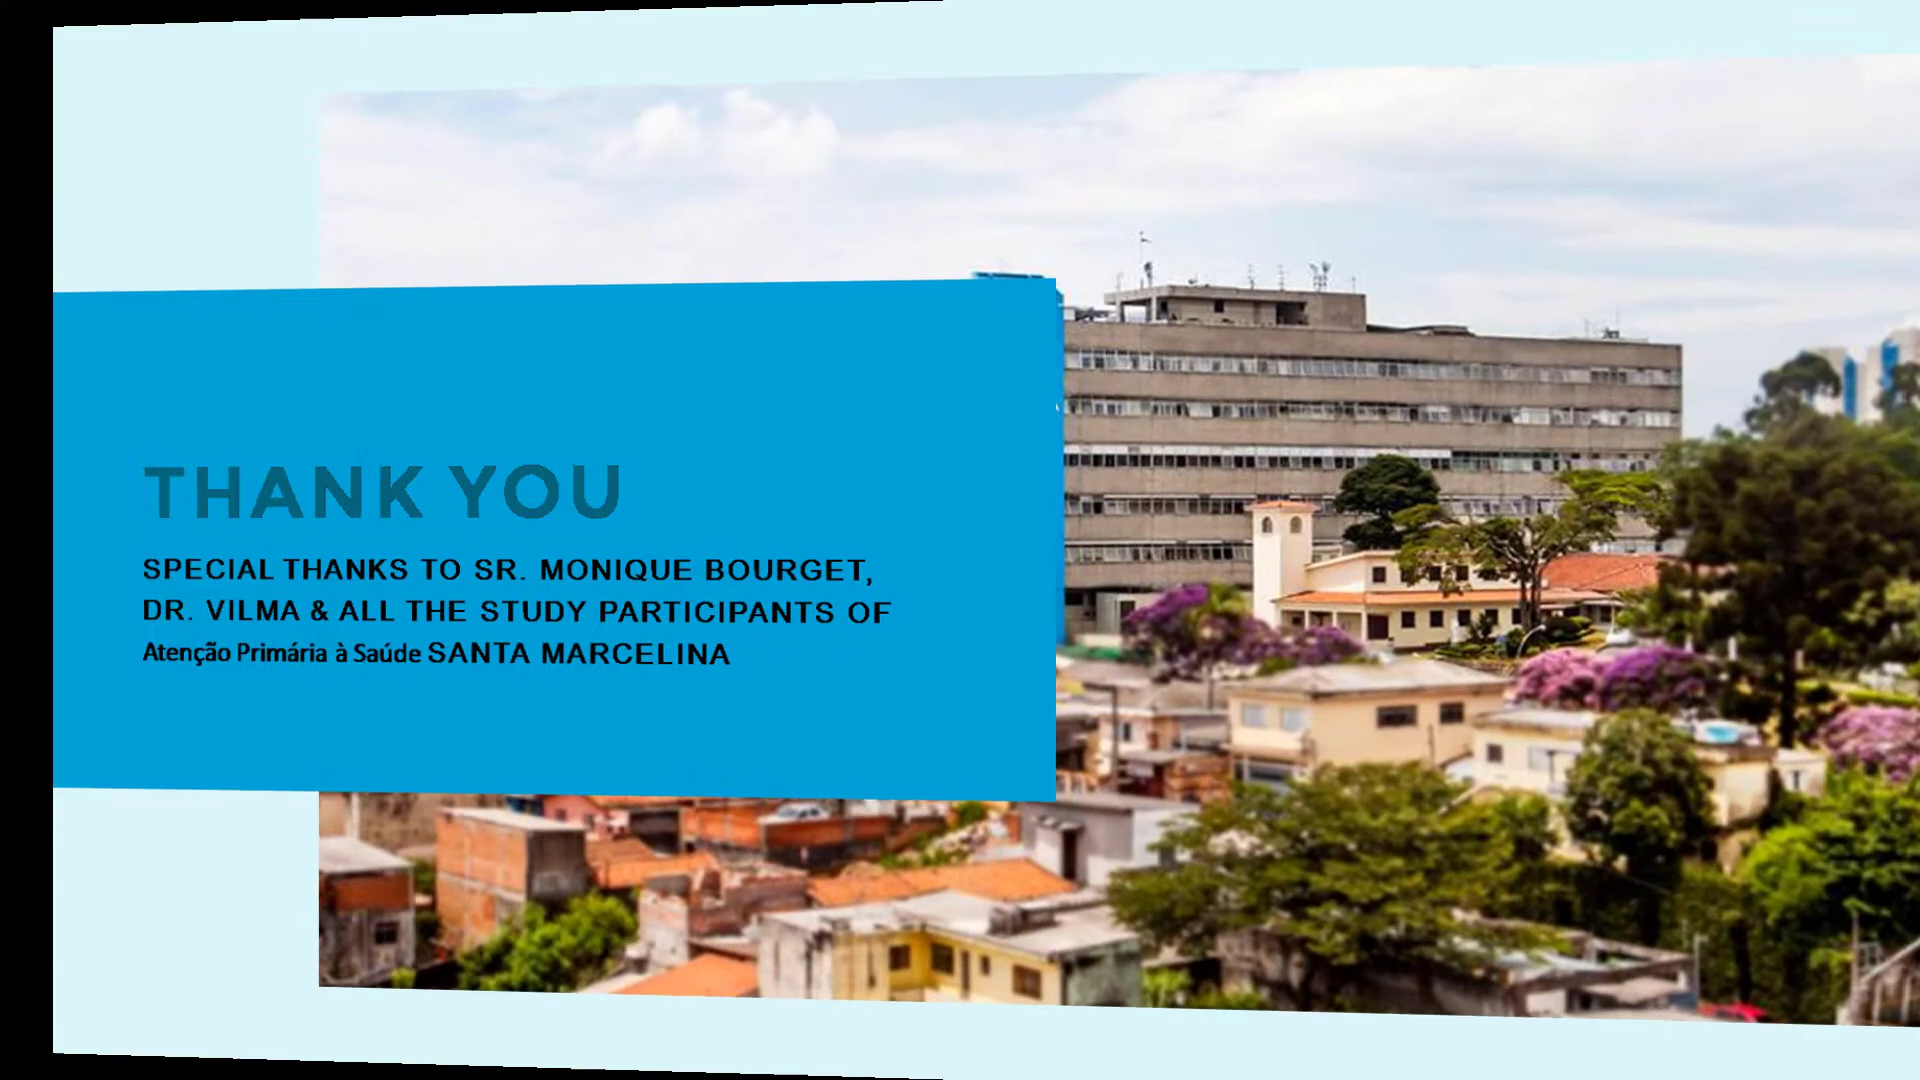 THANK YOU
SPECIAL THANKS TO SR. MONIQUE BOURGET,
DR. VILMA & ALL THE STUDY PARTICIPANTS OF
Atenção Primária à Saúde SANTA MARCELINA